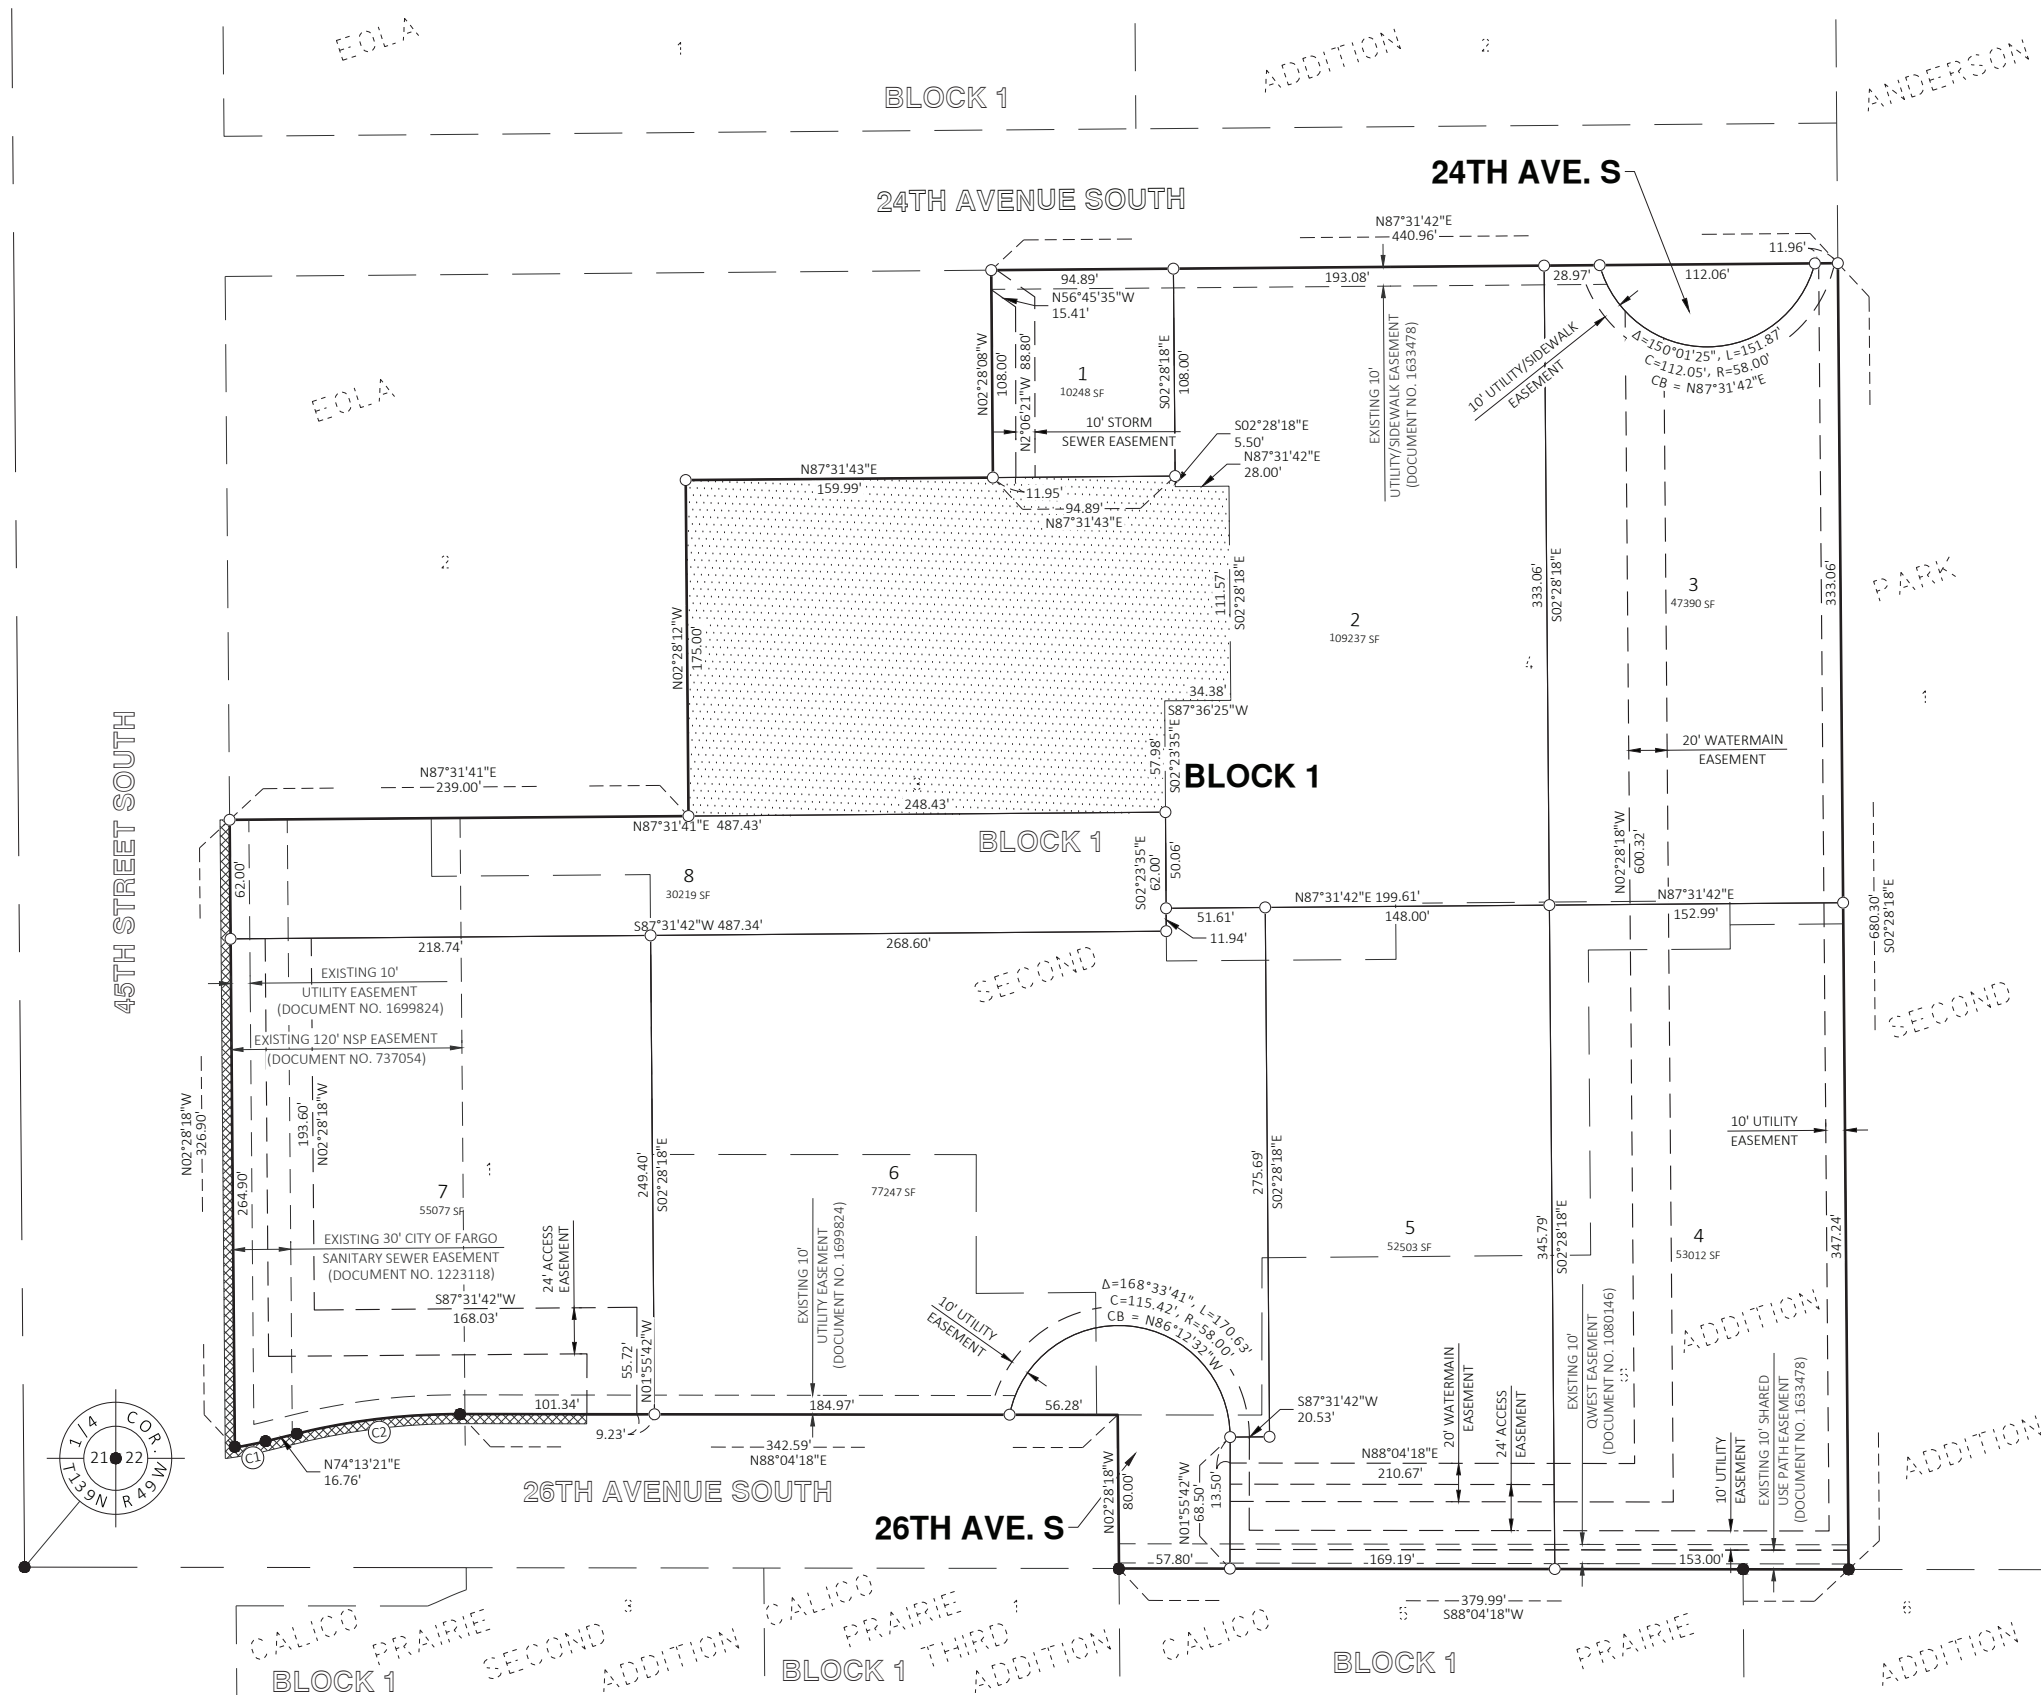 EOLA
1
ADDITION
2
ANDERSON
BLOCK 1
24TH AVE. S
24TH AVENUE SOUTH
N87°31'42"E
440.96'
11.96'
94.89'
193.08'
28.97'
112.06'
N56°45'35"W
15.41'
N02°28'08"W
108.00'
N2°06'21"W 88.80'
1
10248 SF
S02°28'18"E
108.00'
10' STORM
SEWER EASEMENT
EXISTING 10'
UTILITY/SIDEWALK EASEMENT
(DOCUMENT NO. 1633478)
10' UTILITY/SIDEWALK
EASEMENT
Δ=150°01'25", L=151.87'
C=112.05', R=58.00'
CB = N87°31'42"E
EOLA
S02°28'18"E
5.50'
N87°31'42"E
28.00'
N87°31'43"E
159.99'
11.95'
94.89'
N87°31'43"E
2
111.57'
S02°28'18"E
333.06'
S02°28'18"E
3
47390 SF
333.06'
PARK
2
109237 SF
4
N02°28'12"W
175.00'
34.38'
S87°36'25"W
57.98'
S02°23'35"E
1
20' WATERMAIN
EASEMENT
BLOCK 1
45TH STREET SOUTH
N87°31'41"E
239.00'
3
248.43'
N87°31'41"E 487.43'
BLOCK 1
S02°23'35"E
62.00'
50.06'
N02°28'18"W
600.32'
62.00'
8
30219 SF
N87°31'42"E 199.61'
N87°31'42"E
51.61'
148.00'
152.99'
11.94'
680.30'
S02°28'18"E
S87°31'42"W 487.34'
218.74'
268.60'
SECOND
EXISTING 10'
UTILITY EASEMENT
(DOCUMENT NO. 1699824)
EXISTING 120' NSP EASEMENT
(DOCUMENT NO. 737054)
SECOND
N02°28'18"W
326.90'
193.60'
N02°28'18"W
10' UTILITY
EASEMENT
264.90'
249.40'
S02°28'18"E
275.69'
S02°28'18"E
1
7
55077 SF
6
77247 SF
5
52503 SF
345.79'
S02°28'18"E
4
53012 SF
347.24'
EXISTING 30' CITY OF FARGO
SANITARY SEWER EASEMENT
(DOCUMENT NO. 1223118)
24' ACCESS
EASEMENT
EXISTING 10'
UTILITY EASEMENT
(DOCUMENT NO. 1699824)
S87°31'42"W
168.03'
10' UTILITY
EASEMENT
Δ=168°33'41", L=170.63'
C=115.42', R=58.00'
CB = N86°12'32"W
EXISTING 10'
QWEST EASEMENT
(DOCUMENT NO. 1080146)
ADDITION
3
55.72'
N01°55'42"W
101.34'
184.97'
56.28'
S87°31'42"W
20.53'
20' WATERMAIN
EASEMENT
24' ACCESS
EASEMENT
EXISTING 10' SHARED
USE PATH EASEMENT
(DOCUMENT NO. 1633478)
10' UTILITY
EASEMENT
ADDITION
1/4 COR.
21 22
T139N R49W
C1
C2
N74°13'21"E
16.76'
9.23'
342.59'
N88°04'18"E
26TH AVENUE SOUTH
26TH AVE. S
N02°28'18"W
80.00'
N01°55'42"W
68.50'
13.50'
N88°04'18"E
210.67'
57.80'
169.19'
153.00'
379.99'
S88°04'18"W
CALICO
PRAIRIE
SECOND
ADDITION
3
BLOCK 1
CALICO
PRAIRIE
THIRD
ADDITION
1
BLOCK 1
CALICO
5
PRAIRIE
BLOCK 1
6
ADDITION